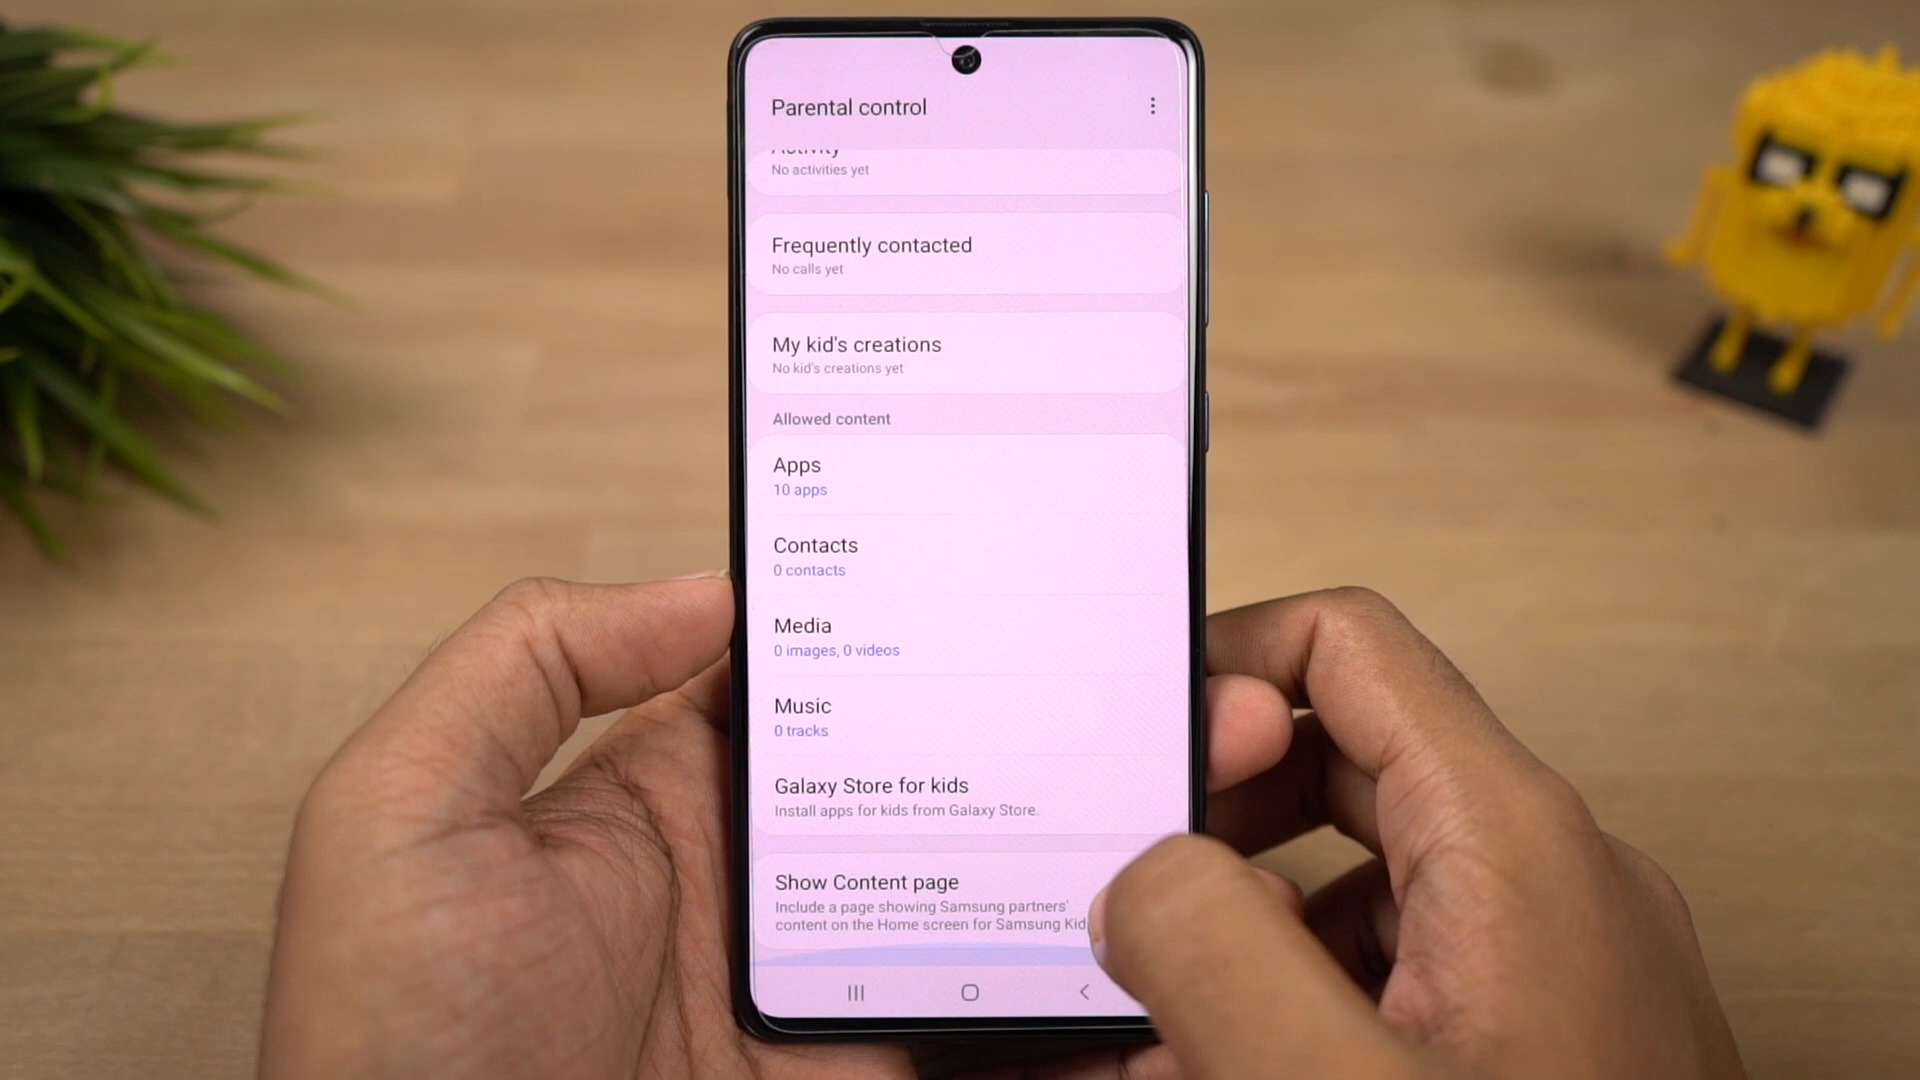 Parental control
Activity
No activities yet
Frequently contacted
No calls yet
My kid's creations
No kid's creations yet
Allowed content
Apps
10 apps
Contacts
0 contacts
Media
0 images, 0 videos
Music
0 tracks
Galaxy Store for kids
Install apps for kids from Galaxy Store.
Show Content page
Include a page showing Samsung partners'
content on the Home screen for Samsung Kid